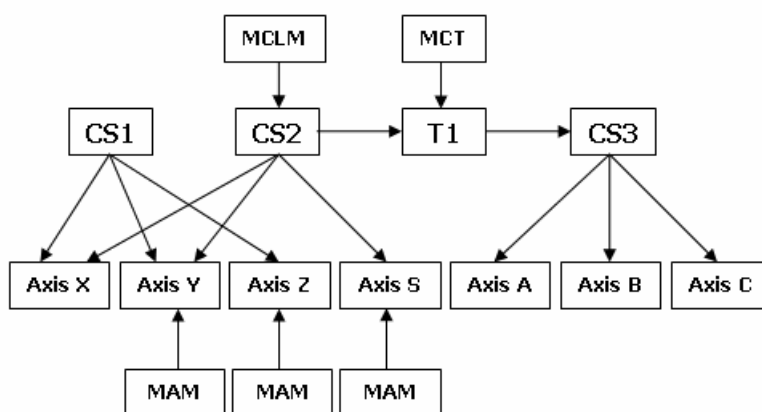 MCLM MCT
CS1 CS2 T1 CS3
Axis X Axis Y Axis Z Axis S Axis A Axis B Axis C
MAM MAM MAM